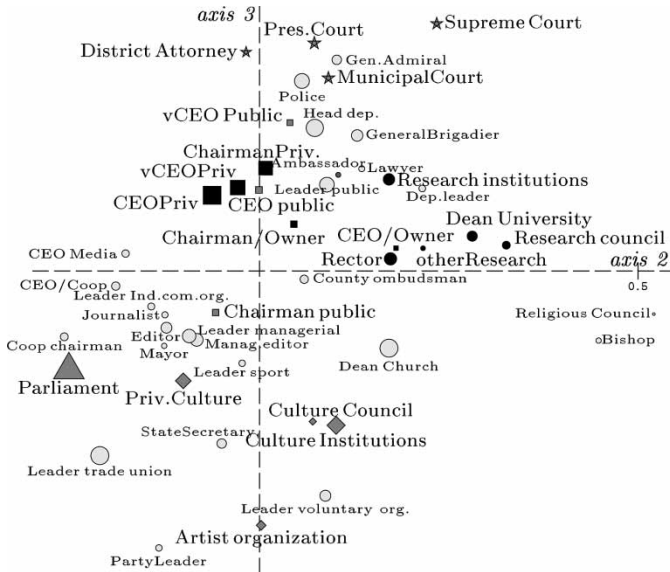 axis 3
Supreme Court
Pres.Court
District Attorney
Gen.Admiral
MunicipalCourt
Police
Head dep.
vCEO Public
GeneralBrigadier
ChairmanPriv.
Ambassador
Lawyer
vCEOPriv
Leader public
Research institutions
Dep.leader
CEOPriv
CEO public
Dean University
Chairman/Owner
CEO/Owner
Research council
CEO Media
Rector
otherResearch
axis 2
CEO/Coop
County ombudsman
0.5
Leader Ind.com.org.
Journalist
Chairman public
Religious Council
Editor
Leader managerial
Coop chairman
Mayor
Manag.editor
Bishop
Leader sport
Dean Church
Parliament
Priv.Culture
Culture Council
StateSecretary
Culture Institutions
Leader trade union
Leader voluntary org.
Artist organization
PartyLeader